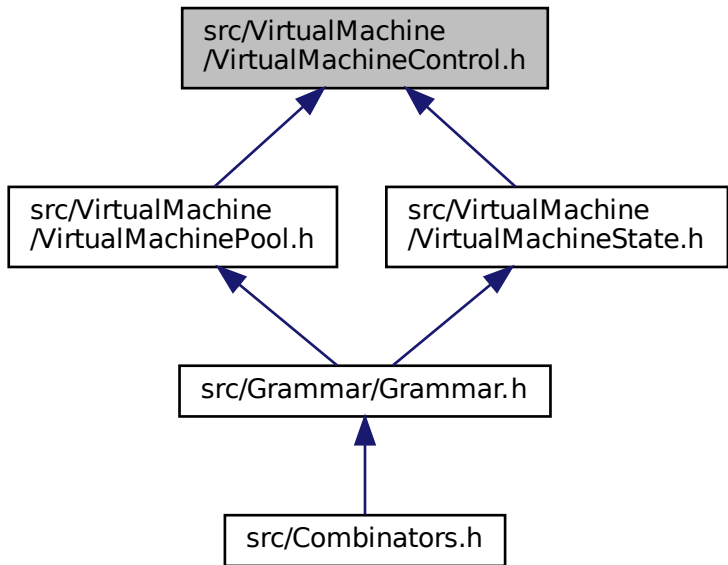 src/VirtualMachine
/VirtualMachineControl.h
src/VirtualMachine
/VirtualMachinePool.h
src/VirtualMachine
/VirtualMachineState.h
src/Grammar/Grammar.h
src/Combinators.h